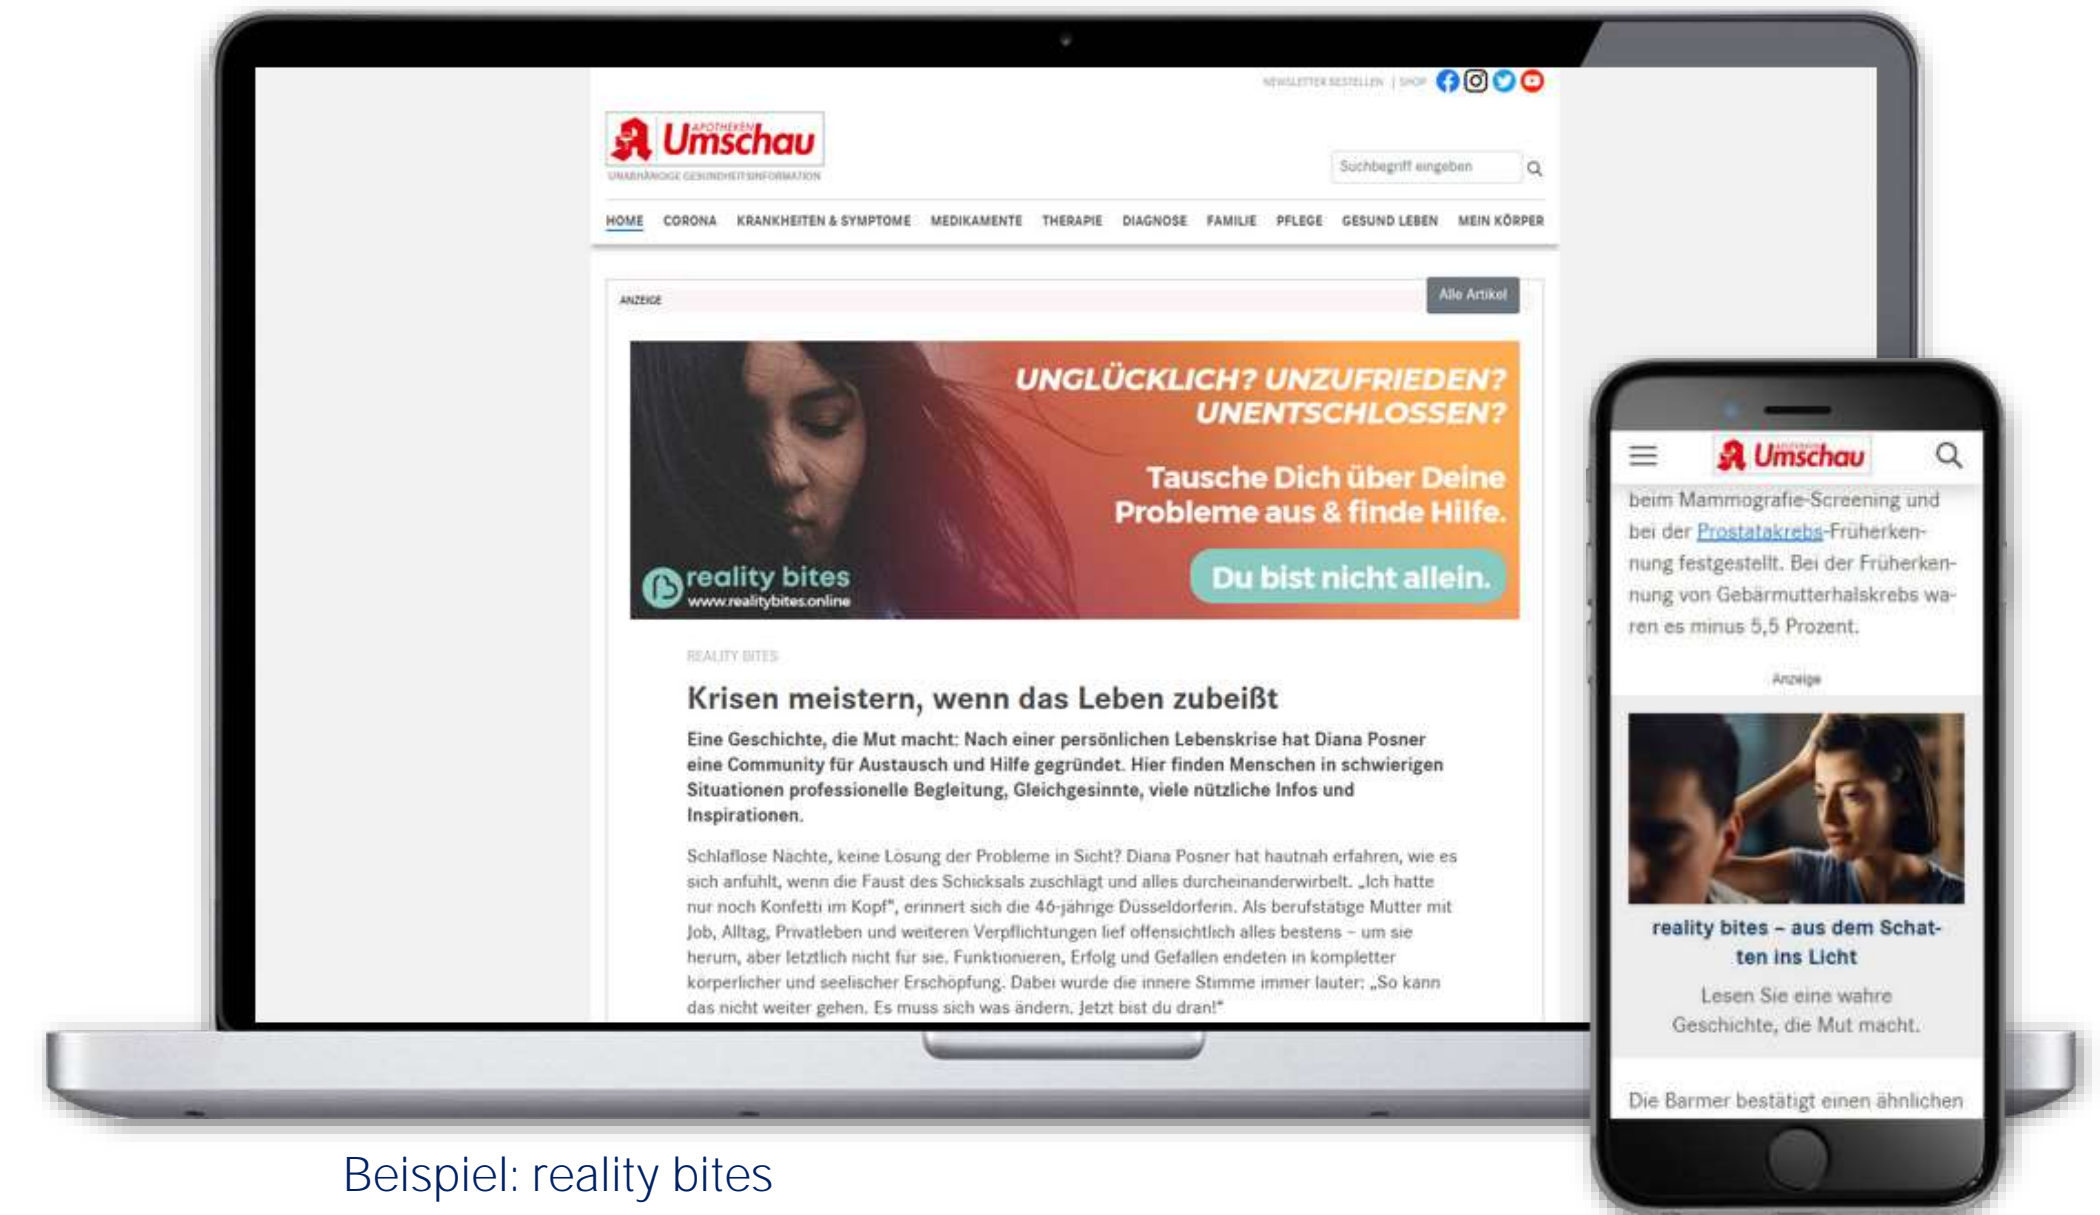 NEWSLETTER BESTELLEN | SHOP
APOTHEKEN
Umschau
UNABHÄNGIGE GESUNDHEITSINFORMATION
Suchbegriff eingeben
HOME CORONA KRANKHEITEN & SYMPTOME MEDIKAMENTE THERAPIE DIAGNOSE FAMILIE PFLEGE GESUND LEBEN MEIN KÖRPER
ANZEIGE
Alle Artikel
UNGLÜCKLICH? UNZUFRIEDEN?
UNENTSCHLOSSEN?
Tausche Dich über Deine
Probleme aus & finde Hilfe.
Du bist nicht allein.
reality bites
www.realitybites.online
REALITY BITES
Krisen meistern, wenn das Leben zubeißt
Eine Geschichte, die Mut macht: Nach einer persönlichen Lebenskrise hat Diana Posner
eine Community für Austausch und Hilfe gegründet. Hier finden Menschen in schwierigen
Situationen professionelle Begleitung, Gleichgesinnte, viele nützliche Infos und
Inspirationen.
Schlaflose Nächte, keine Lösung der Probleme in Sicht? Diana Posner hat hautnah erfahren, wie es
sich anfühlt, wenn die Faust des Schicksals zuschlägt und alles durcheinanderwirbelt. „Ich hatte
nur noch Konfetti im Kopf“, erinnert sich die 46-jährige Düsseldorferin. Als berufstätige Mutter mit
Job, Alltag, Privatleben und weiteren Verpflichtungen lief offensichtlich alles bestens – um sie
herum, aber letztlich nicht für sie. Funktionieren, Erfolg und Gefallen endeten in kompletter
körperlicher und seelischer Erschöpfung. Dabei wurde die innere Stimme immer lauter: „So kann
das nicht weiter gehen. Es muss sich was ändern. Jetzt bist du dran!“
APOTHEKEN
Umschau
beim Mammografie-Screening und
bei der Prostatakrebs-Früherken-
nung festgestellt. Bei der Früherken-
nung von Gebärmutterhalskrebs wa-
ren es minus 5,5 Prozent.
Anzeige
reality bites – aus dem Schat-
ten ins Licht
Lesen Sie eine wahre
Geschichte, die Mut macht.
Die Barmer bestätigt einen ähnlichen
Beispiel: reality bites